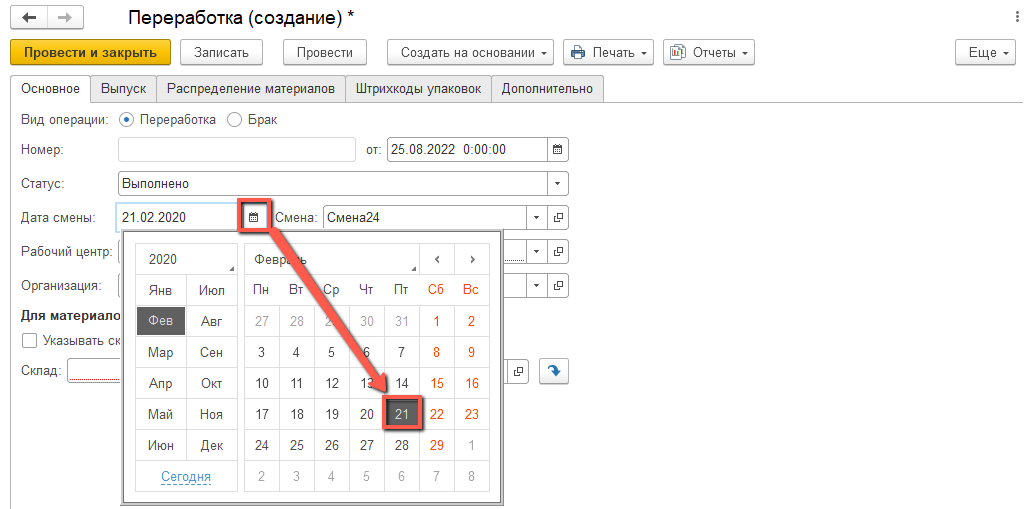 Переработка (создание) *
Провести и закрыть Записать Провести Создать на основании Печать Отчеты Еще
Основное Выпуск Распределение материалов Штрихкоды упаковок Дополнительно
Вид операции: Переработка Брак
Номер: от: 25.08.2022 0:00:00
Статус: Выполнено
Дата смены: 21.02.2020 Смена: Смена24
Рабочий центр:
Организация:
Для материало
Указывать ск
Склад:
2020 Февраль
Янв Июл Пн Вт Ср Чт Пт Сб Вс
Фев Авг 27 28 29 30 31 1 2
Мар Сен 3 4 5 6 7 8 9
Апр Окт 10 11 12 13 14 15 16
Май Ноя 17 18 19 20 21 22 23
Июн Дек 24 25 26 27 28 29 1
Сегодня 2 3 4 5 6 7 8